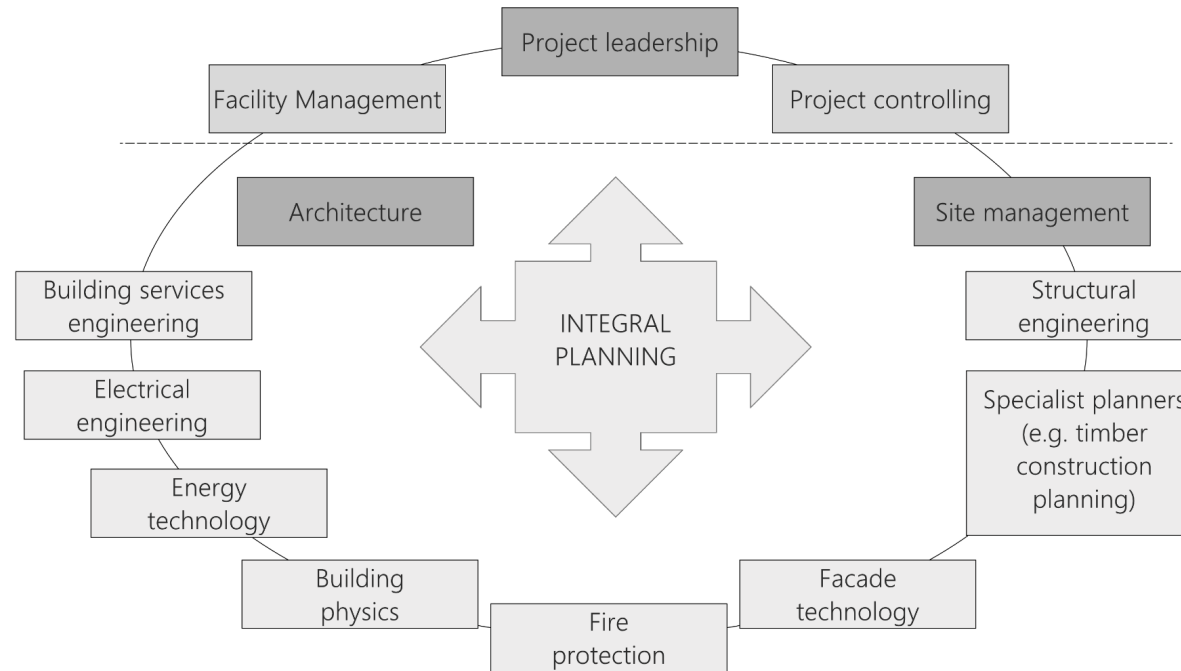 Project leadership
Facility Management
Project controlling
Architecture
Site management
Building services
engineering
Structural
engineering
INTEGRAL
PLANNING
Electrical
engineering
Specialist planners
(e.g. timber
construction
planning)
Energy
technology
Building
physics
Facade
technology
Fire
protection